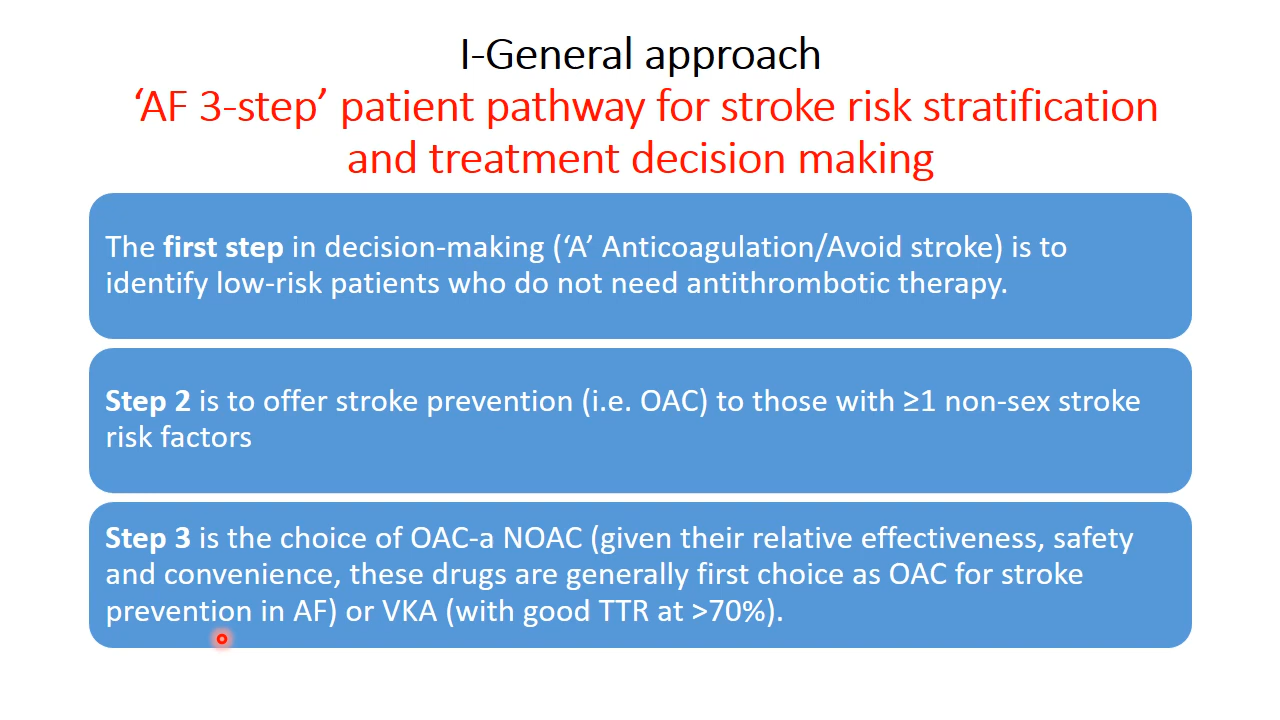 I-General approach
‘AF 3-step’ patient pathway for stroke risk stratification
and treatment decision making
The first step in decision-making (‘A’ Anticoagulation/Avoid stroke) is to
identify low-risk patients who do not need antithrombotic therapy.
Step 2 is to offer stroke prevention (i.e. OAC) to those with ≥1 non-sex stroke
risk factors
Step 3 is the choice of OAC-a NOAC (given their relative effectiveness, safety
and convenience, these drugs are generally first choice as OAC for stroke
prevention in AF) or VKA (with good TTR at >70%).